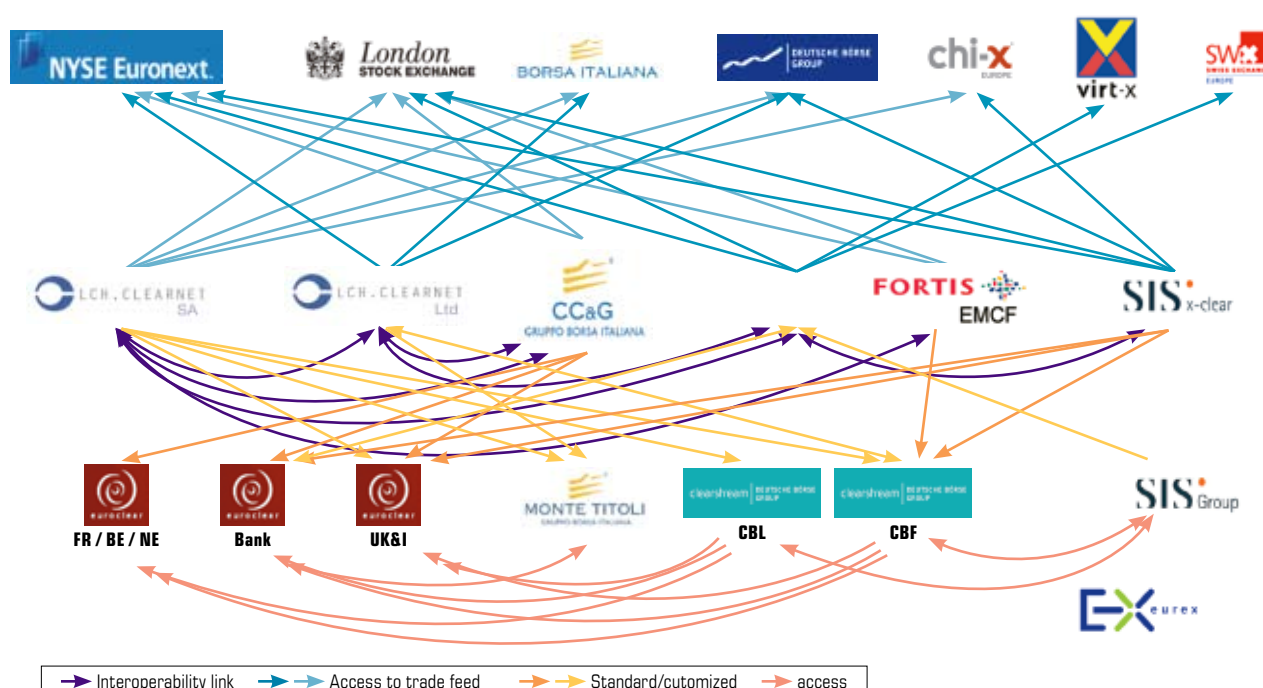 NYSE Euronext.
London
STOCK EXCHANGE
BORSA ITALIANA
DEUTSCHE BÖRSE
GROUP
chi-x
EUROPE
virt-x
SWX
SWISS EXCHANGE
EUROPE
LCH.CLEARNET
SA
LCH.CLEARNET
Ltd
CC&G
GRUPPO BORSA ITALIANA
FORTIS
EMCF
SIS x-clear
euroclear
FR / BE / NE
euroclear
Bank
euroclear
UK&I
MONTE TITOLI
GRUPPO BORSA ITALIANA
clearstream DEUTSCHE BÖRSE
GROUP
CBL
clearstream DEUTSCHE BÖRSE
GROUP
CBF
SIS Group
EX eurex
Interoperability link Access to trade feed Standard/cutomized access